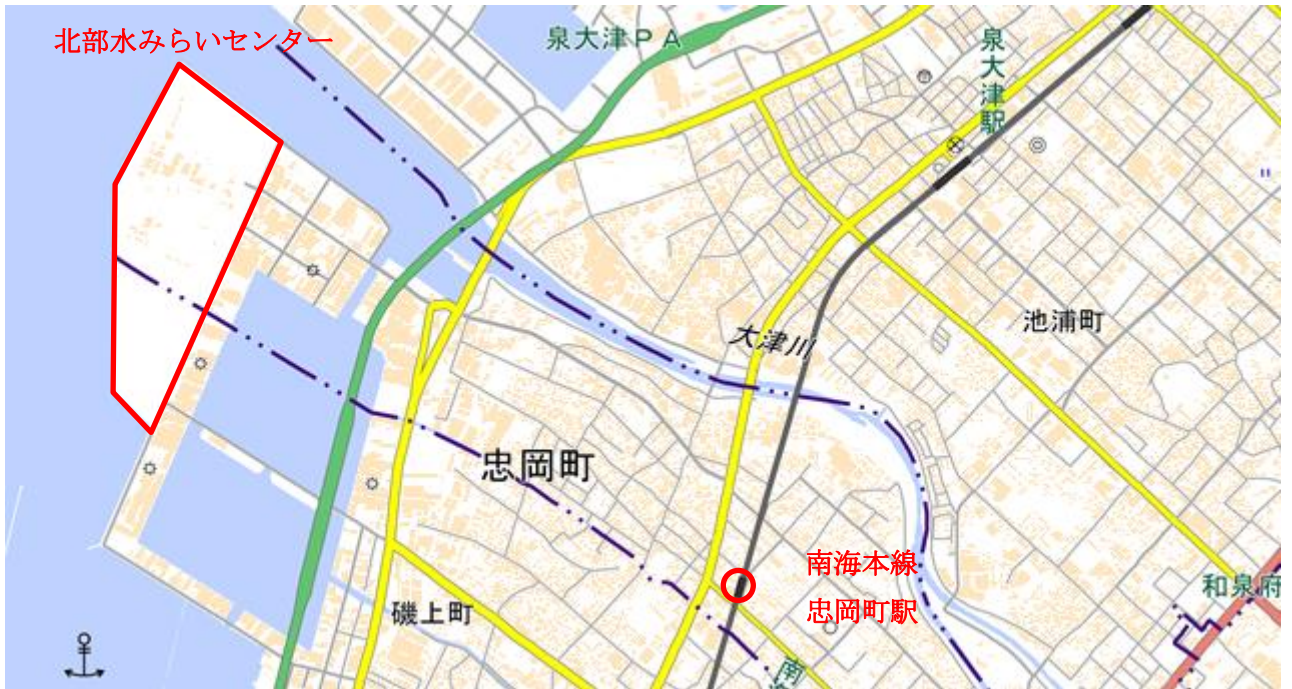 北部水みらいセンター
泉大津PA
泉大津駅
大津川
池浦町
忠岡町
南海本線
忠岡町駅
和泉府
磯上町
南